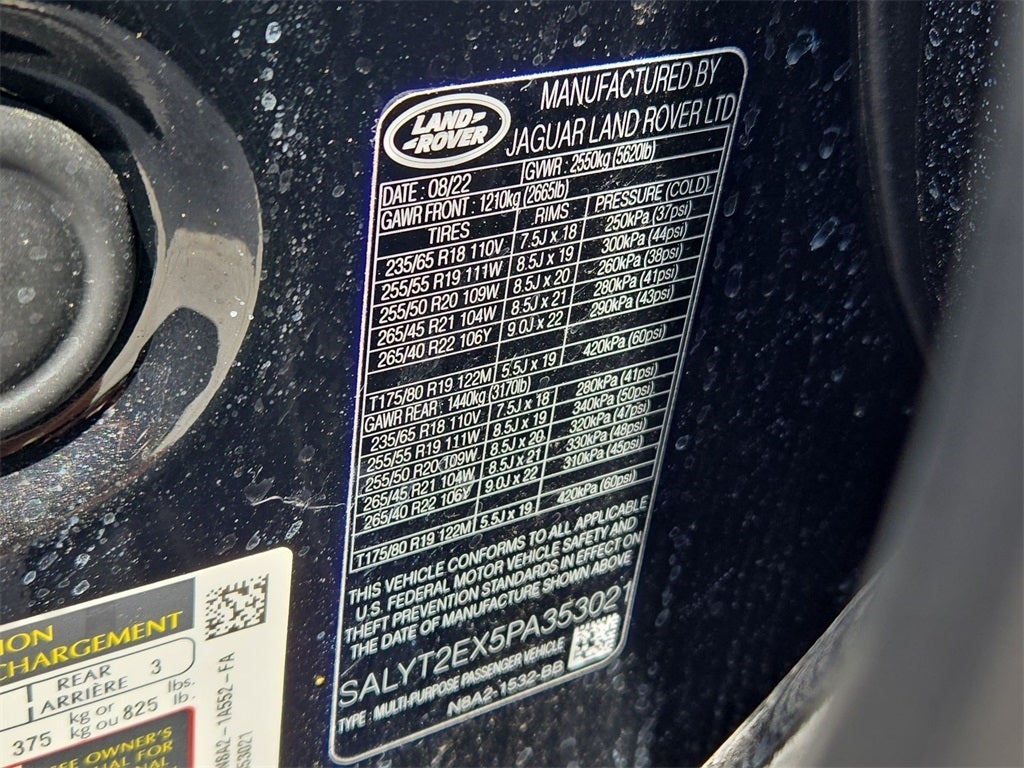 LAND-
-ROVER
MANUFACTURED BY
JAGUAR LAND ROVER LTD
DATE : 08/22 GVWR : 2550kg (5620lb)
GAWR FRONT : 1210kg (2665lb)
TIRES RIMS PRESSURE (COLD)
235/65 R18 110V 7.5J x 18 250kPa (37psi)
255/55 R19 111W 8.5J x 19 300kPa (44psi)
255/50 R20 109W 8.5J x 20 260kPa (38psi)
265/45 R21 104W 8.5J x 21 280kPa (41psi)
265/40 R22 106Y 9.0J x 22 290kPa (43psi)
T175/80 R19 122M 5.5J x 19 420kPa (60psi)
GAWR REAR : 1440kg (3170lb)
235/65 R18 110V 7.5J x 18 280kPa (41psi)
255/55 R19 111W 8.5J x 19 340kPa (50psi)
255/50 R20 109W 8.5J x 20 320kPa (47psi)
265/45 R21 104W 8.5J x 21 330kPa (48psi)
265/40 R22 106Y 9.0J x 22 310kPa (45psi)
T175/80 R19 122M 5.5J x 19 420kPa (60psi)
THIS VEHICLE CONFORMS TO ALL APPLICABLE
U.S. FEDERAL MOTOR VEHICLE SAFETY AND
THEFT PREVENTION STANDARDS IN EFFECT ON
THE DATE OF MANUFACTURE SHOWN ABOVE
SALYT2EX5PA353021
TYPE : MULTI-PURPOSE PASSENGER VEHICLE
N8A2-1532-BB
ION
CHARGEMENT
REAR 3
ARRIÈRE
375 kg or 825 lbs.
kg ou lb.
OWNER'S
FOR
N8A2-1A552-FA
53021